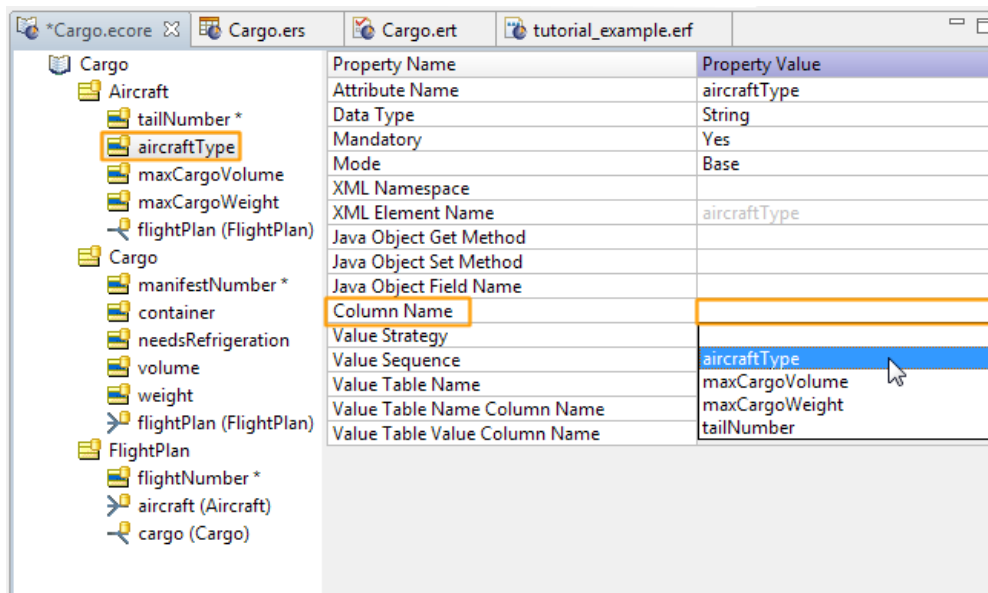 *Cargo.ecore Cargo.ers Cargo.ert tutorial_example.erf
Cargo
Aircraft
tailNumber *
aircraftType
maxCargoVolume
maxCargoWeight
flightPlan (FlightPlan)
Cargo
manifestNumber *
container
needsRefrigeration
volume
weight
flightPlan (FlightPlan)
FlightPlan
flightNumber *
aircraft (Aircraft)
cargo (Cargo)
Property Name Property Value
Attribute Name aircraftType
Data Type String
Mandatory Yes
Mode Base
XML Namespace
XML Element Name aircraftType
Java Object Get Method
Java Object Set Method
Java Object Field Name
Column Name
Value Strategy
Value Sequence
Value Table Name
Value Table Name Column Name
Value Table Value Column Name
aircraftType
maxCargoVolume
maxCargoWeight
tailNumber